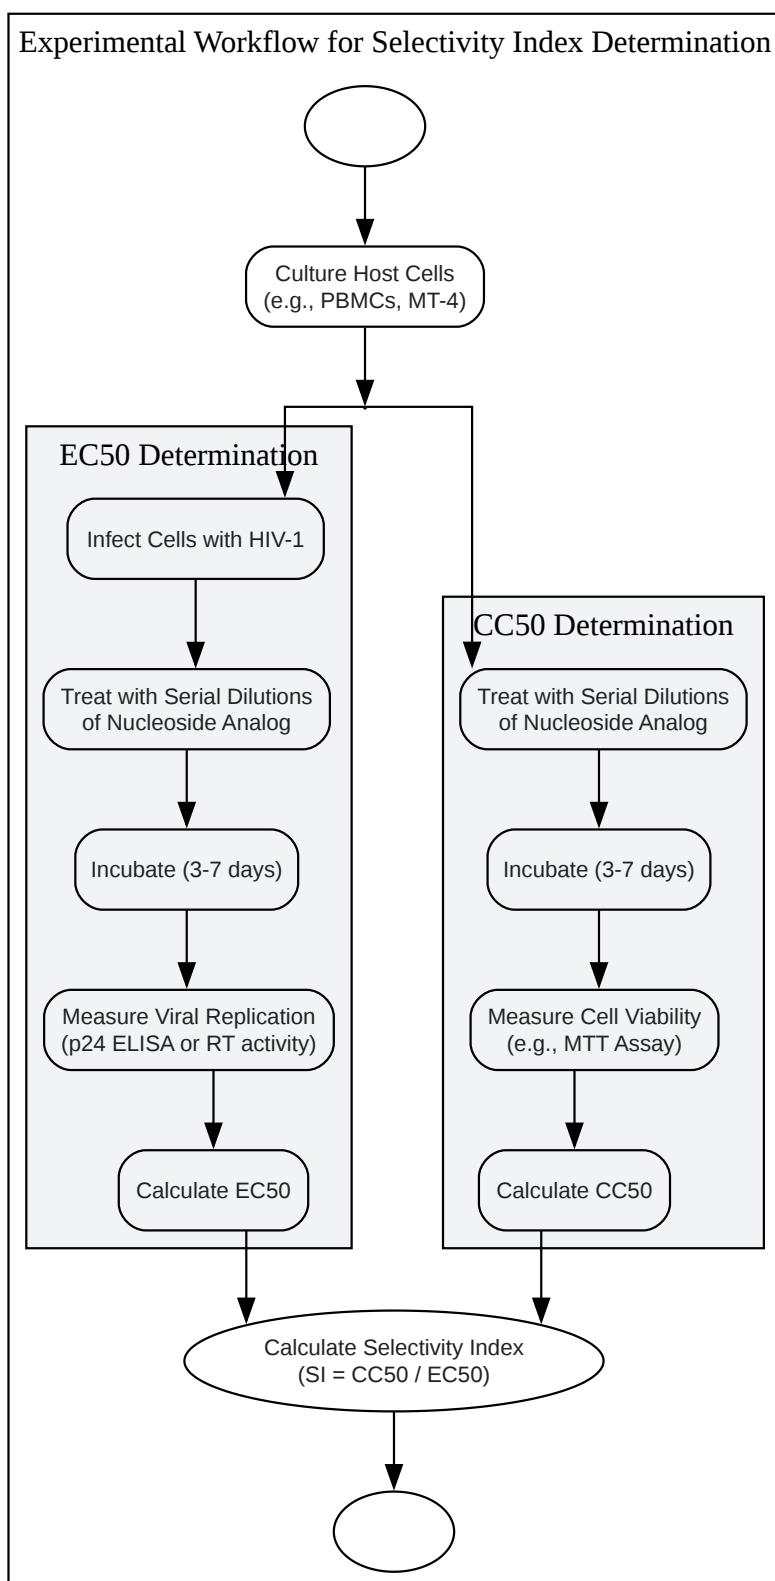 Experimental Workflow for Selectivity Index Determination
Culture Host Cells
(e.g., PBMCs, MT-4)
EC50 Determination
Infect Cells with HIV-1
Treat with Serial Dilutions
of Nucleoside Analog
Incubate (3-7 days)
Measure Viral Replication
(p24 ELISA or RT activity)
Calculate EC50
CC50 Determination
Treat with Serial Dilutions
of Nucleoside Analog
Incubate (3-7 days)
Measure Cell Viability
(e.g., MTT Assay)
Calculate CC50
Calculate Selectivity Index
(SI = CC50 / EC50)